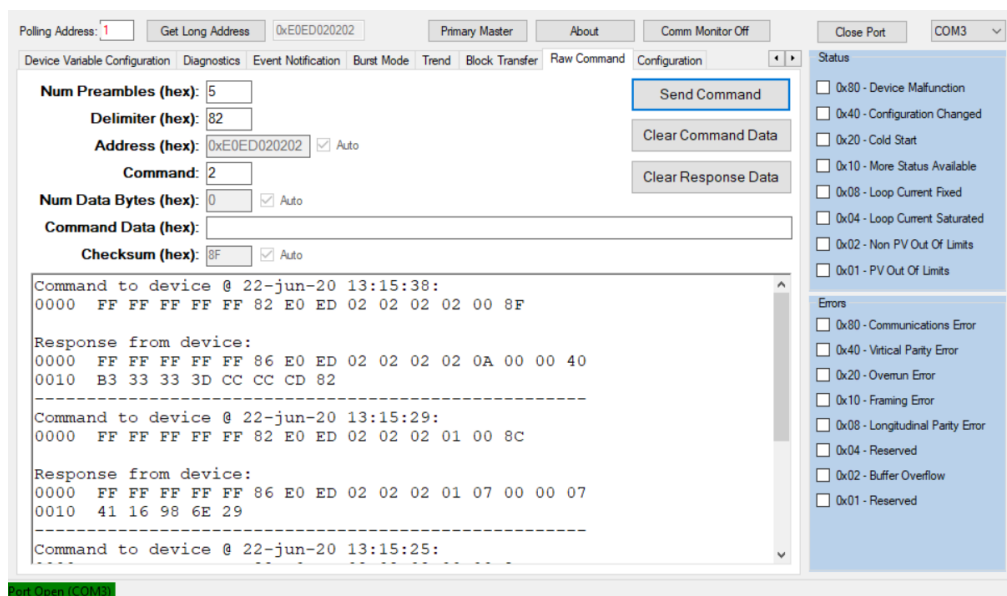 Polling Address: 1 Get Long Address 0xE0ED020202 Primary Master About Comm Monitor Off Close Port COM3
Device Variable Configuration Diagnostics Event Notification Burst Mode Trend Block Transfer Raw Command Configuration
Num Preambles (hex): 5 Send Command
Delimiter (hex): 82
Address (hex): 0xE0ED020202 Auto Clear Command Data
Command: 2 Clear Response Data
Num Data Bytes (hex): 0 Auto
Command Data (hex):
Checksum (hex): 8F Auto
Command to device @ 22-jun-20 13:15:38:
0000 FF FF FF FF FF 82 E0 ED 02 02 02 02 00 8F
Response from device:
0000 FF FF FF FF FF 86 E0 ED 02 02 02 02 0A 00 00 40
0010 B3 33 33 3D CC CC CD 82
------------------------------------------------------
Command to device @ 22-jun-20 13:15:29:
0000 FF FF FF FF FF 82 E0 ED 02 02 02 01 00 8C
Response from device:
0000 FF FF FF FF FF 86 E0 ED 02 02 02 01 07 00 00 07
0010 41 16 98 6E 29
------------------------------------------------------
Command to device @ 22-jun-20 13:15:25:
Status
0x80 - Device Malfunction
0x40 - Configuration Changed
0x20 - Cold Start
0x10 - More Status Available
0x08 - Loop Current Fixed
0x04 - Loop Current Saturated
0x02 - Non PV Out Of Limits
0x01 - PV Out Of Limits
Errors
0x80 - Communications Error
0x40 - Virtical Parity Error
0x20 - Overrun Error
0x10 - Framing Error
0x08 - Longitudinal Parity Error
0x04 - Reserved
0x02 - Buffer Overflow
0x01 - Reserved
Port Open (COM3)